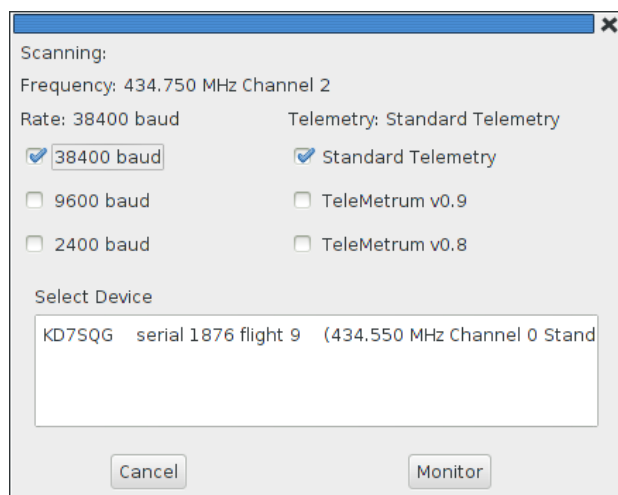 Scanning:
Frequency: 434.750 MHz Channel 2
Rate: 38400 baud Telemetry: Standard Telemetry
38400 baud Standard Telemetry
9600 baud TeleMetrum v0.9
2400 baud TeleMetrum v0.8
Select Device
KD7SQG serial 1876 flight 9 (434.550 MHz Channel 0 Stand
Cancel Monitor